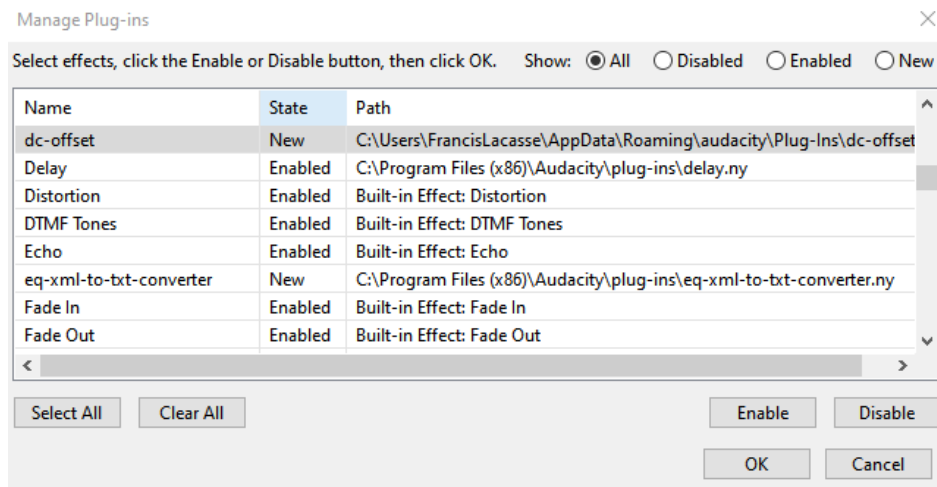 Manage Plug-ins
Select effects, click the Enable or Disable button, then click OK. Show: All Disabled Enabled New
Name State Path
dc-offset New C:\Users\FrancisLacasse\AppData\Roaming\audacity\Plug-Ins\dc-offset
Delay Enabled C:\Program Files (x86)\Audacity\plug-ins\delay.ny
Distortion Enabled Built-in Effect: Distortion
DTMF Tones Enabled Built-in Effect: DTMF Tones
Echo Enabled Built-in Effect: Echo
eq-xml-to-txt-converter New C:\Program Files (x86)\Audacity\plug-ins\eq-xml-to-txt-converter.ny
Fade In Enabled Built-in Effect: Fade In
Fade Out Enabled Built-in Effect: Fade Out
Select All Clear All Enable Disable
OK Cancel